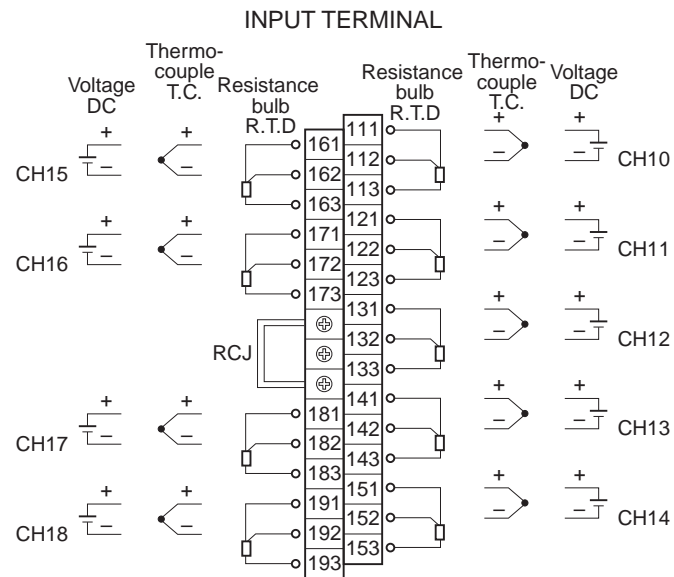 INPUT TERMINAL
Voltage
DC
Thermo-
couple
T.C.
Resistance
bulb
R.T.D
Resistance
bulb
R.T.D
Thermo-
couple
T.C.
Voltage
DC
CH15
+
−
+
−
161
162
163
CH16
+
−
+
−
171
172
173
RCJ
CH17
+
−
+
−
181
182
183
CH18
+
−
+
−
191
192
193
111
112
113
+
−
+
−
CH10
121
122
123
+
−
+
−
CH11
131
132
133
+
−
+
−
CH12
141
142
143
+
−
+
−
CH13
151
152
153
+
−
+
−
CH14